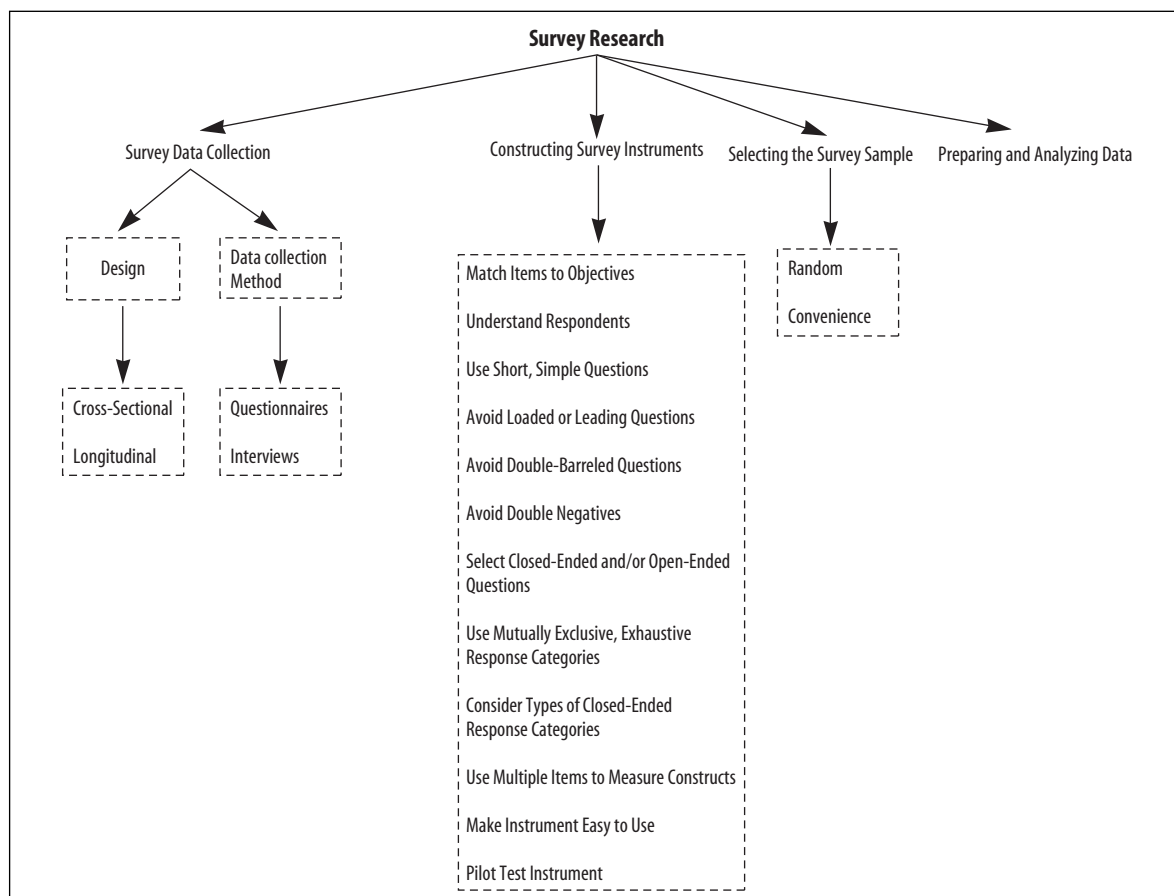 Survey Research
Survey Data Collection
Constructing Survey Instruments
Selecting the Survey Sample
Preparing and Analyzing Data
Design
Data collection
Method
Cross-Sectional
Longitudinal
Questionnaires
Interviews
Match Items to Objectives
Understand Respondents
Use Short, Simple Questions
Avoid Loaded or Leading Questions
Avoid Double-Barreled Questions
Avoid Double Negatives
Select Closed-Ended and/or Open-Ended
Questions
Use Mutually Exclusive, Exhaustive
Response Categories
Consider Types of Closed-Ended
Response Categories
Use Multiple Items to Measure Constructs
Make Instrument Easy to Use
Pilot Test Instrument
Random
Convenience